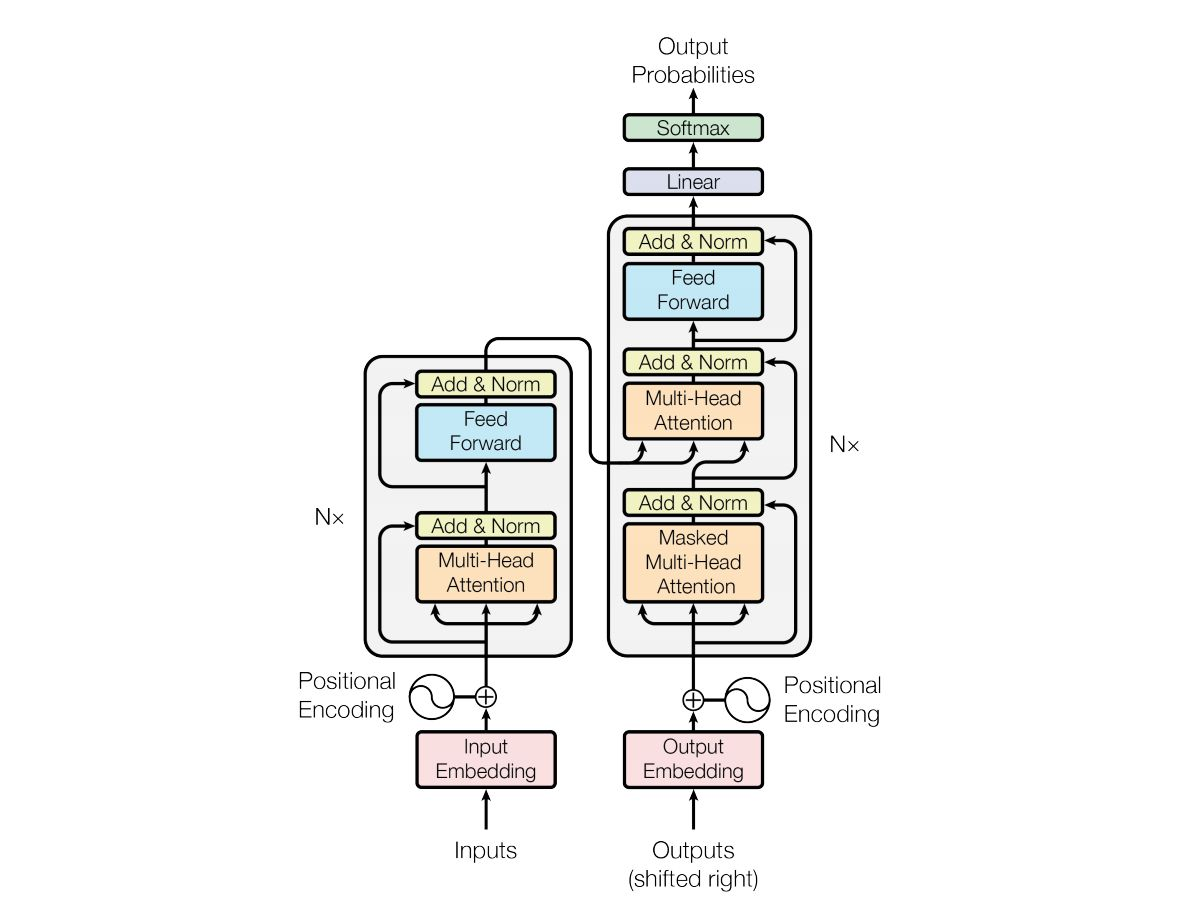 Output
Probabilities
Softmax
Linear
Add & Norm
Feed
Forward
Add & Norm
Multi-Head
Attention
Nx
Add & Norm
Masked
Multi-Head
Attention
Positional
Encoding
Output
Embedding
Outputs
(shifted right)
Add & Norm
Feed
Forward
Nx
Add & Norm
Multi-Head
Attention
Positional
Encoding
Input
Embedding
Inputs